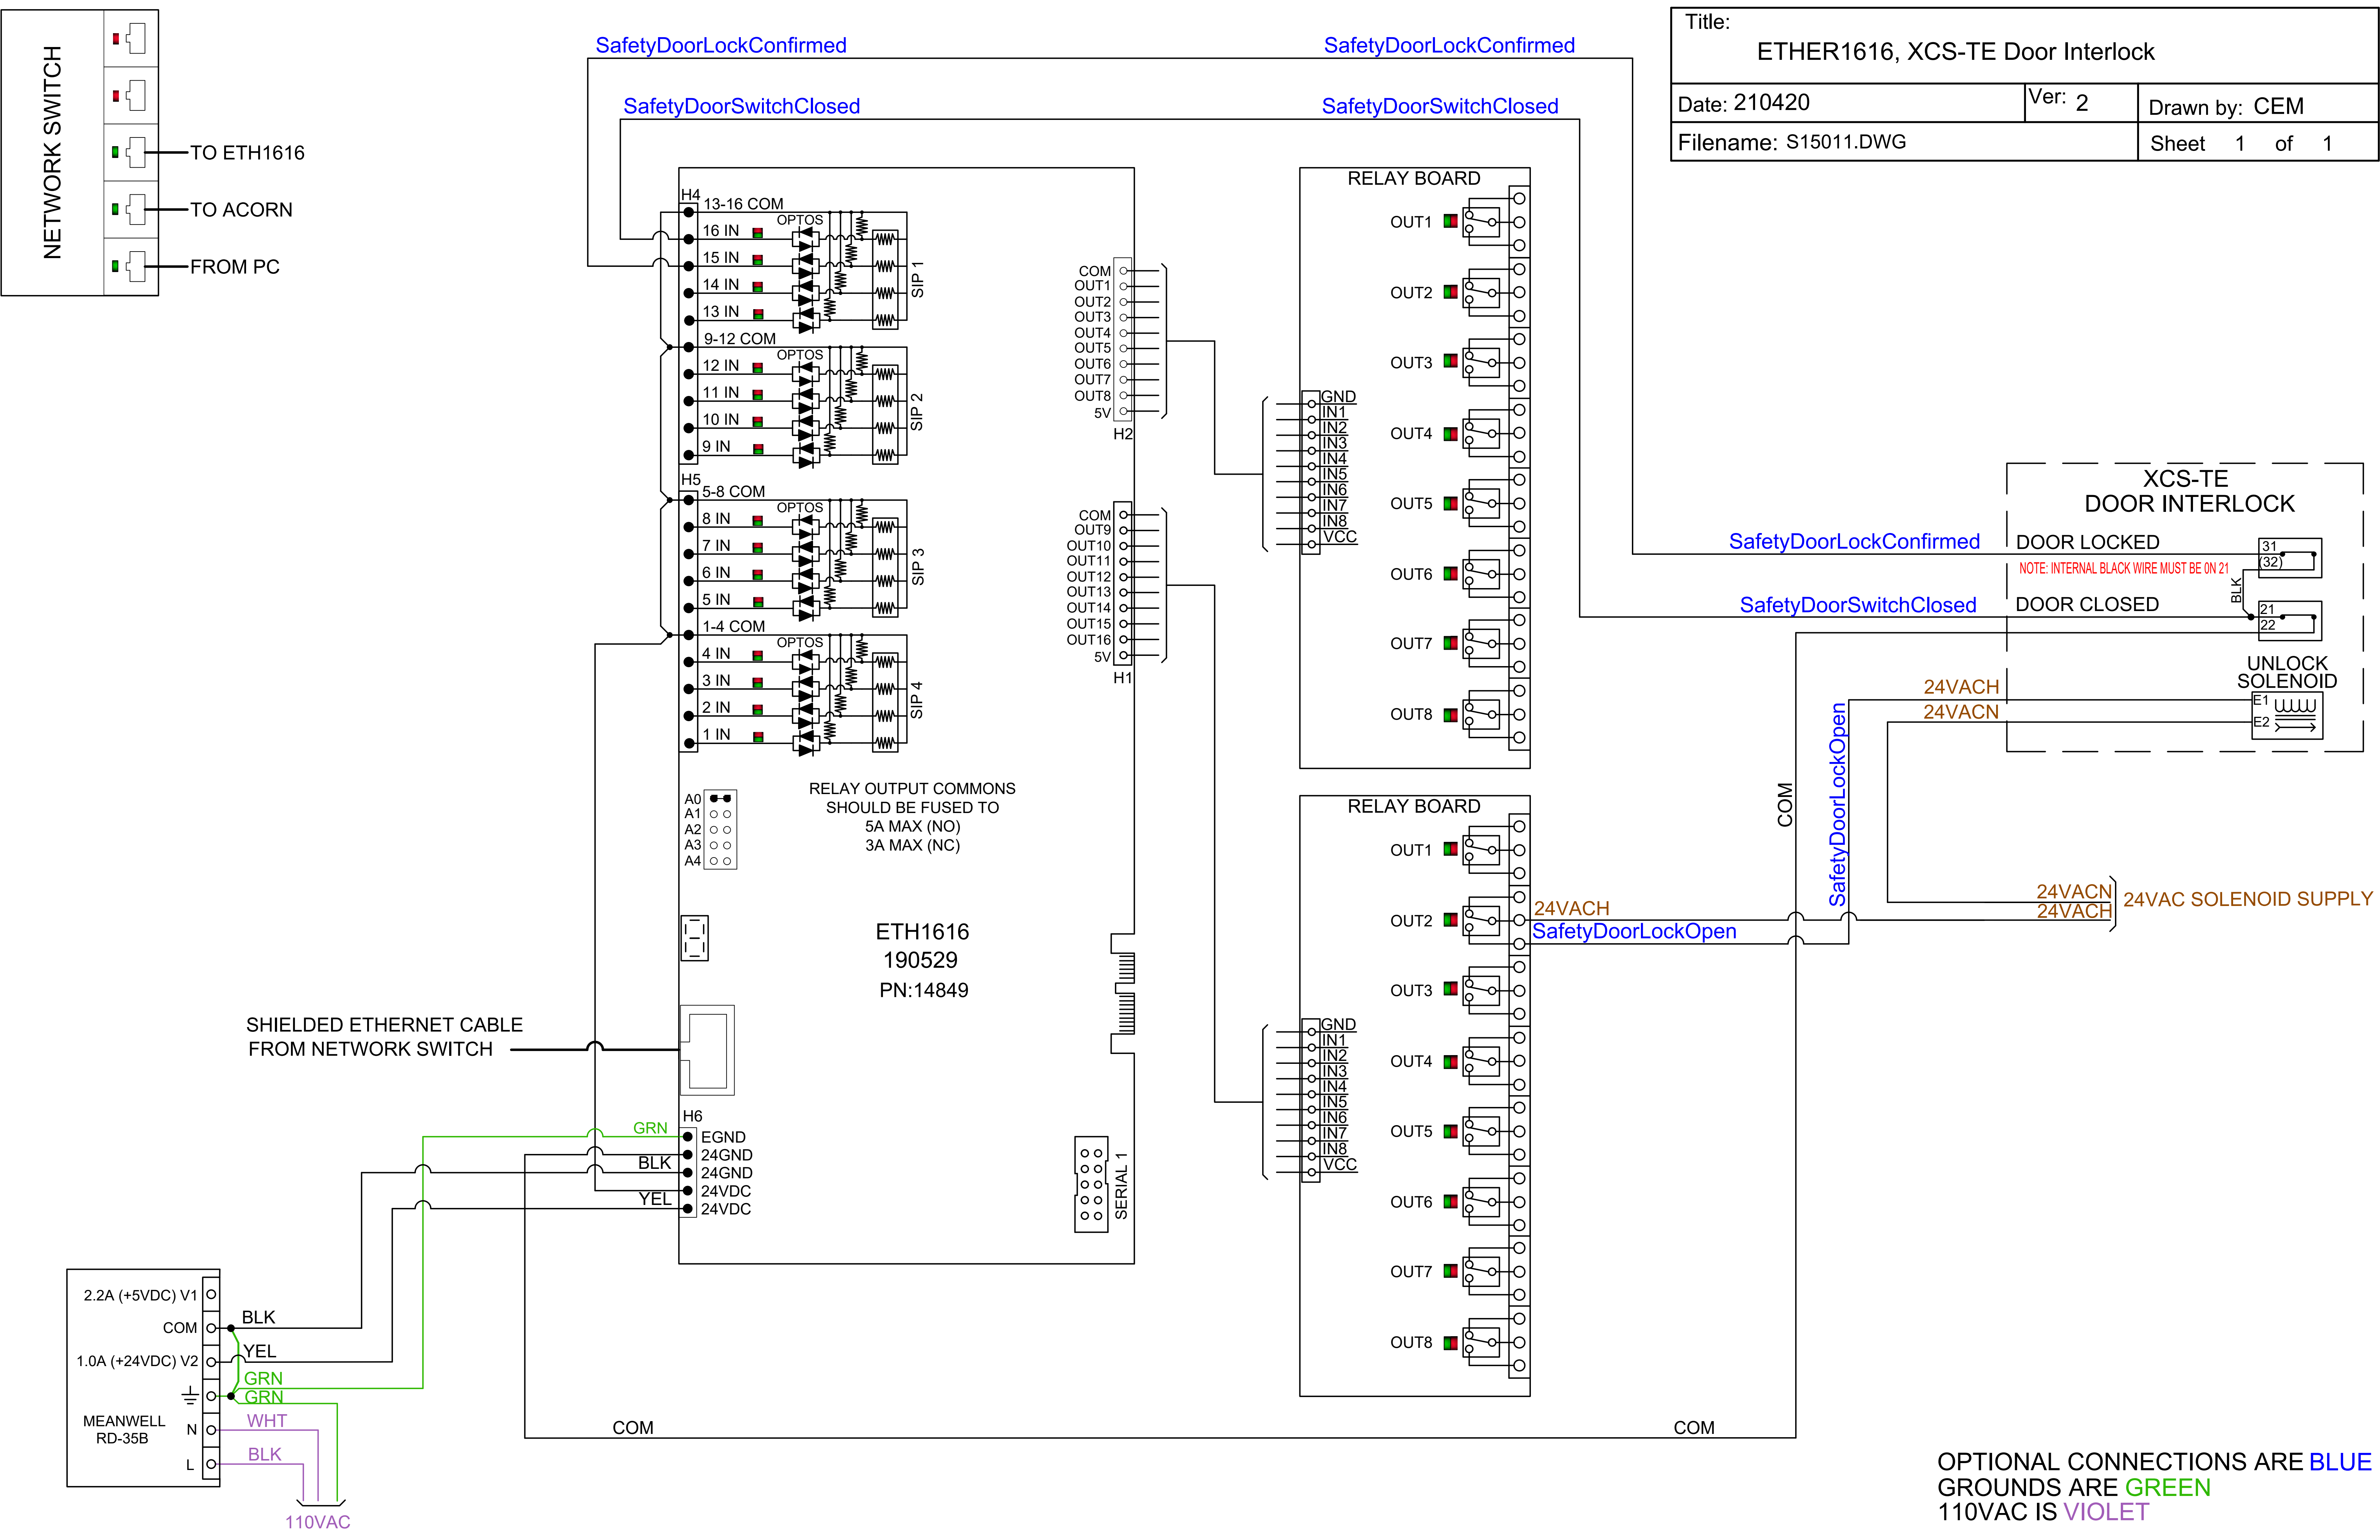 NETWORK SWITCH
TO ETH1616
TO ACORN
FROM PC
Title:
ETHER1616, XCS-TE Door Interlock
Date: 210420
Ver: 2
Drawn by: CEM
Filename: S15011.DWG
Sheet 1 of 1
SafetyDoorLockConfirmed
SafetyDoorLockConfirmed
SafetyDoorSwitchClosed
SafetyDoorSwitchClosed
H4
13-16 COM
OPTOS
16 IN
15 IN
14 IN
13 IN
SIP 1
9-12 COM
OPTOS
12 IN
11 IN
10 IN
9 IN
SIP 2
H5
5-8 COM
OPTOS
8 IN
7 IN
6 IN
5 IN
SIP 3
1-4 COM
OPTOS
4 IN
3 IN
2 IN
1 IN
SIP 4
COM
OUT1
OUT2
OUT3
OUT4
OUT5
OUT6
OUT7
OUT8
5V
H2
COM
OUT9
OUT10
OUT11
OUT12
OUT13
OUT14
OUT15
OUT16
5V
H1
A0
A1
A2
A3
A4
RELAY OUTPUT COMMONS
SHOULD BE FUSED TO
5A MAX (NO)
3A MAX (NC)
ETH1616
190529
PN:14849
SHIELDED ETHERNET CABLE
FROM NETWORK SWITCH
H6
GRN
EGND
24GND
BLK
24GND
24VDC
YEL
24VDC
SERIAL 1
RELAY BOARD
OUT1
OUT2
OUT3
OUT4
OUT5
OUT6
OUT7
OUT8
GND
IN1
IN2
IN3
IN4
IN5
IN6
IN7
IN8
VCC
RELAY BOARD
OUT1
OUT2
OUT3
OUT4
OUT5
OUT6
OUT7
OUT8
GND
IN1
IN2
IN3
IN4
IN5
IN6
IN7
IN8
VCC
24VACH
SafetyDoorLockOpen
XCS-TE
DOOR INTERLOCK
SafetyDoorLockConfirmed
DOOR LOCKED
31
(32)
NOTE: INTERNAL BLACK WIRE MUST BE 0N 21
BLK
SafetyDoorSwitchClosed
DOOR CLOSED
21
22
UNLOCK
SOLENOID
24VACH
E1
24VACN
E2
SafetyDoorLockOpen
COM
24VACN
24VACH
24VAC SOLENOID SUPPLY
2.2A (+5VDC) V1
COM
BLK
1.0A (+24VDC) V2
YEL
GRN
GRN
MEANWELL
RD-35B
N
WHT
L
BLK
110VAC
COM
COM
OPTIONAL CONNECTIONS ARE BLUE
GROUNDS ARE GREEN
110VAC IS VIOLET